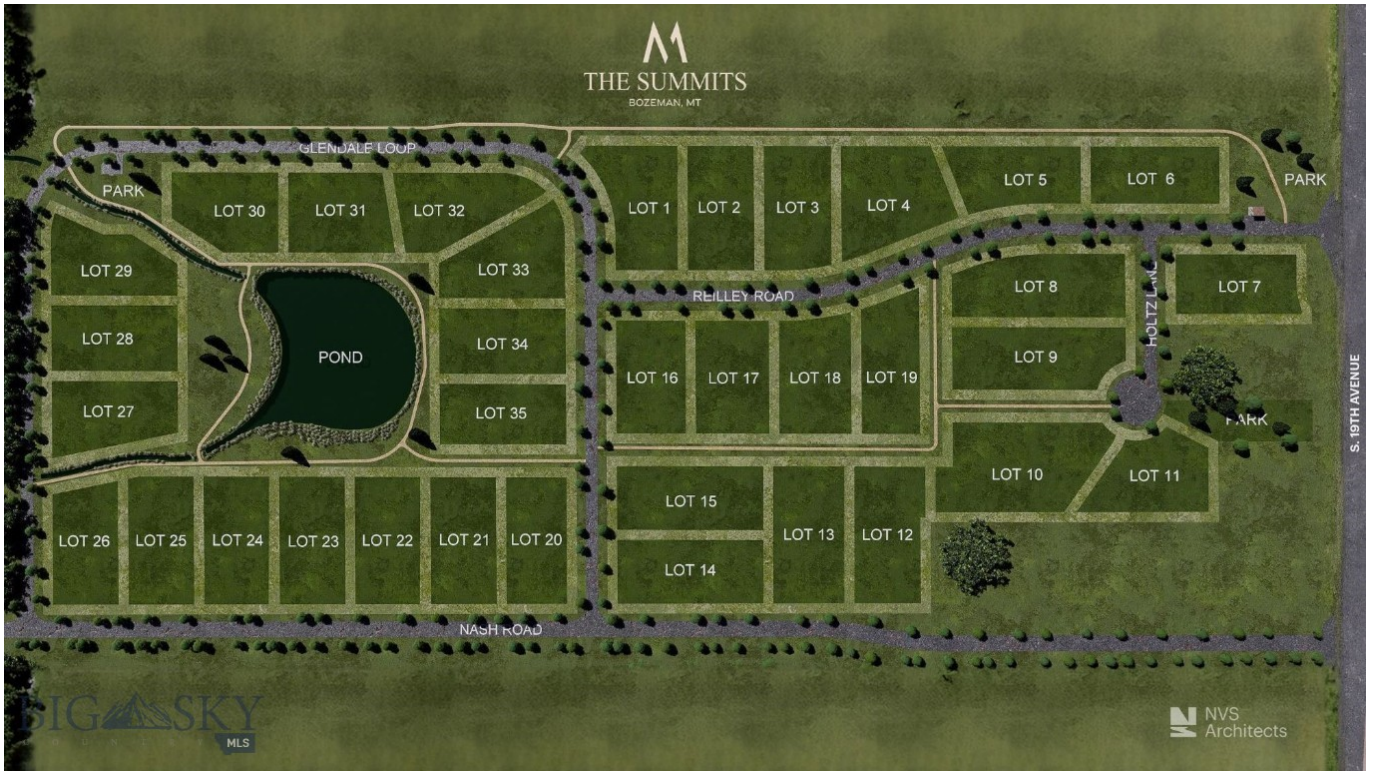 THE SUMMITS
BOZEMAN, MT
GLENDALE LOOP
PARK
LOT 30
LOT 31
LOT 32
LOT 1
LOT 2
LOT 3
LOT 4
LOT 5
LOT 6
PARK
LOT 29
LOT 33
REILLEY ROAD
LOT 8
HOLTZ LANE
LOT 7
LOT 28
POND
LOT 34
LOT 16
LOT 17
LOT 18
LOT 19
LOT 9
LOT 27
LOT 35
PARK
S. 19TH AVENUE
LOT 15
LOT 10
LOT 11
LOT 26
LOT 25
LOT 24
LOT 23
LOT 22
LOT 21
LOT 20
LOT 14
LOT 13
LOT 12
NASH ROAD
BIG SKY
MLS
NVS
Architects